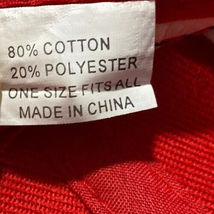 80% COTTON
20% POLYESTER
ONE SIZE FITS ALL
MADE IN CHINA